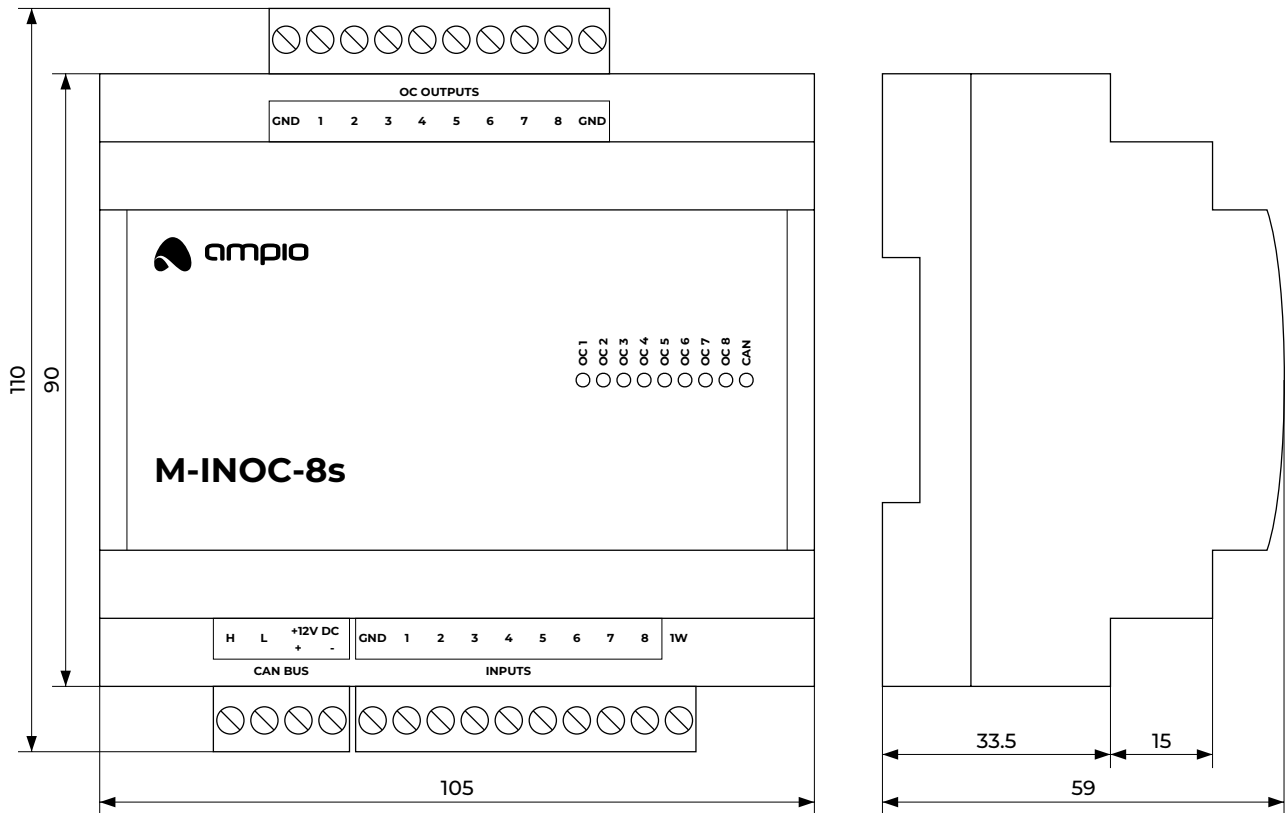 OC OUTPUTS
GND 1 2 3 4 5 6 7 8 GND
ampio
OC 1
OC 2
OC 3
OC 4
OC 5
OC 6
OC 7
OC 8
CAN
110
90
M-INOC-8s
H L +12V DC
+ -
GND 1 2 3 4 5 6 7 8 1W
CAN BUS
INPUTS
33.5
15
105
59